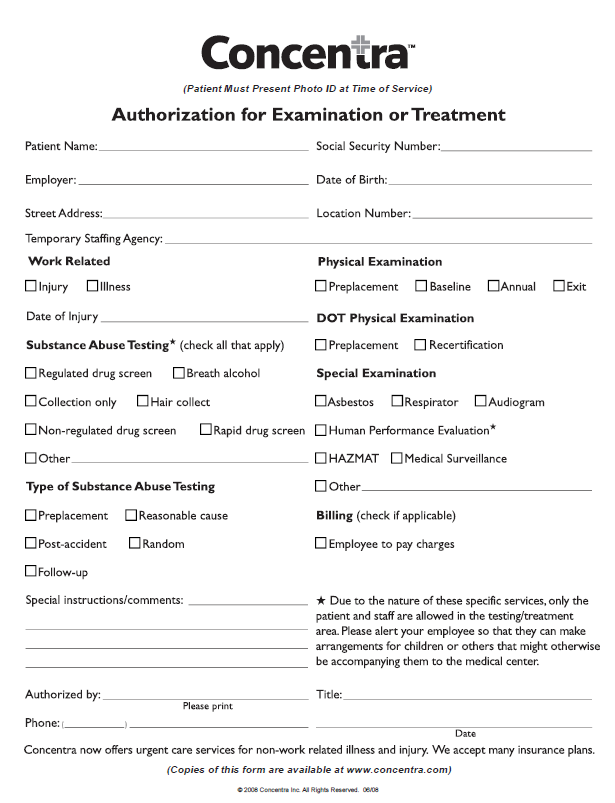 Concentra™
(Patient Must Present Photo ID at Time of Service)
Authorization for Examination or Treatment
Patient Name:
Social Security Number:
Employer:
Date of Birth:
Street Address:
Location Number:
Temporary Staffing Agency:
Work Related
Injury Illness
Date of Injury
Substance Abuse Testing★ (check all that apply)
Regulated drug screen Breath alcohol
Collection only Hair collect
Non-regulated drug screen Rapid drug screen
Other
Type of Substance Abuse Testing
Preplacement Reasonable cause
Post-accident Random
Follow-up
Special instructions/comments:
Physical Examination
Preplacement Baseline Annual Exit
DOT Physical Examination
Preplacement Recertification
Special Examination
Asbestos Respirator Audiogram
Human Performance Evaluation★
HAZMAT Medical Surveillance
Other
Billing (check if applicable)
Employee to pay charges
★ Due to the nature of these specific services, only the
patient and staff are allowed in the testing/treatment
area. Please alert your employee so that they can make
arrangements for children or others that might otherwise
be accompanying them to the medical center.
Authorized by:
Please print
Title:
Phone: ( )
Date
Concentra now offers urgent care services for non-work related illness and injury. We accept many insurance plans.
(Copies of this form are available at www.concentra.com)
© 2008 Concentra Inc. All Rights Reserved. 06/08